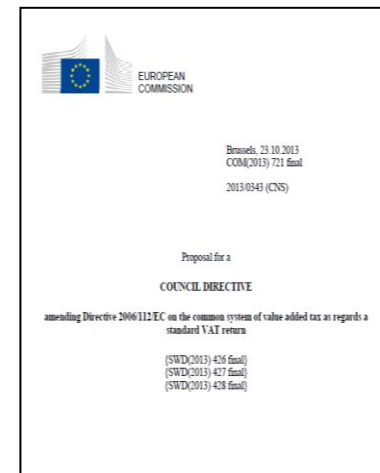 EUROPEAN
COMMISSION
Brussels, 23.10.2013
COM(2013) 721 final
2013/0343 (CNS)
Proposal for a
COUNCIL DIRECTIVE
amending Directive 2006/112/EC on the common system of value added tax as regards a
standard VAT return
{SWD(2013) 426 final}
{SWD(2013) 427 final}
{SWD(2013) 428 final}